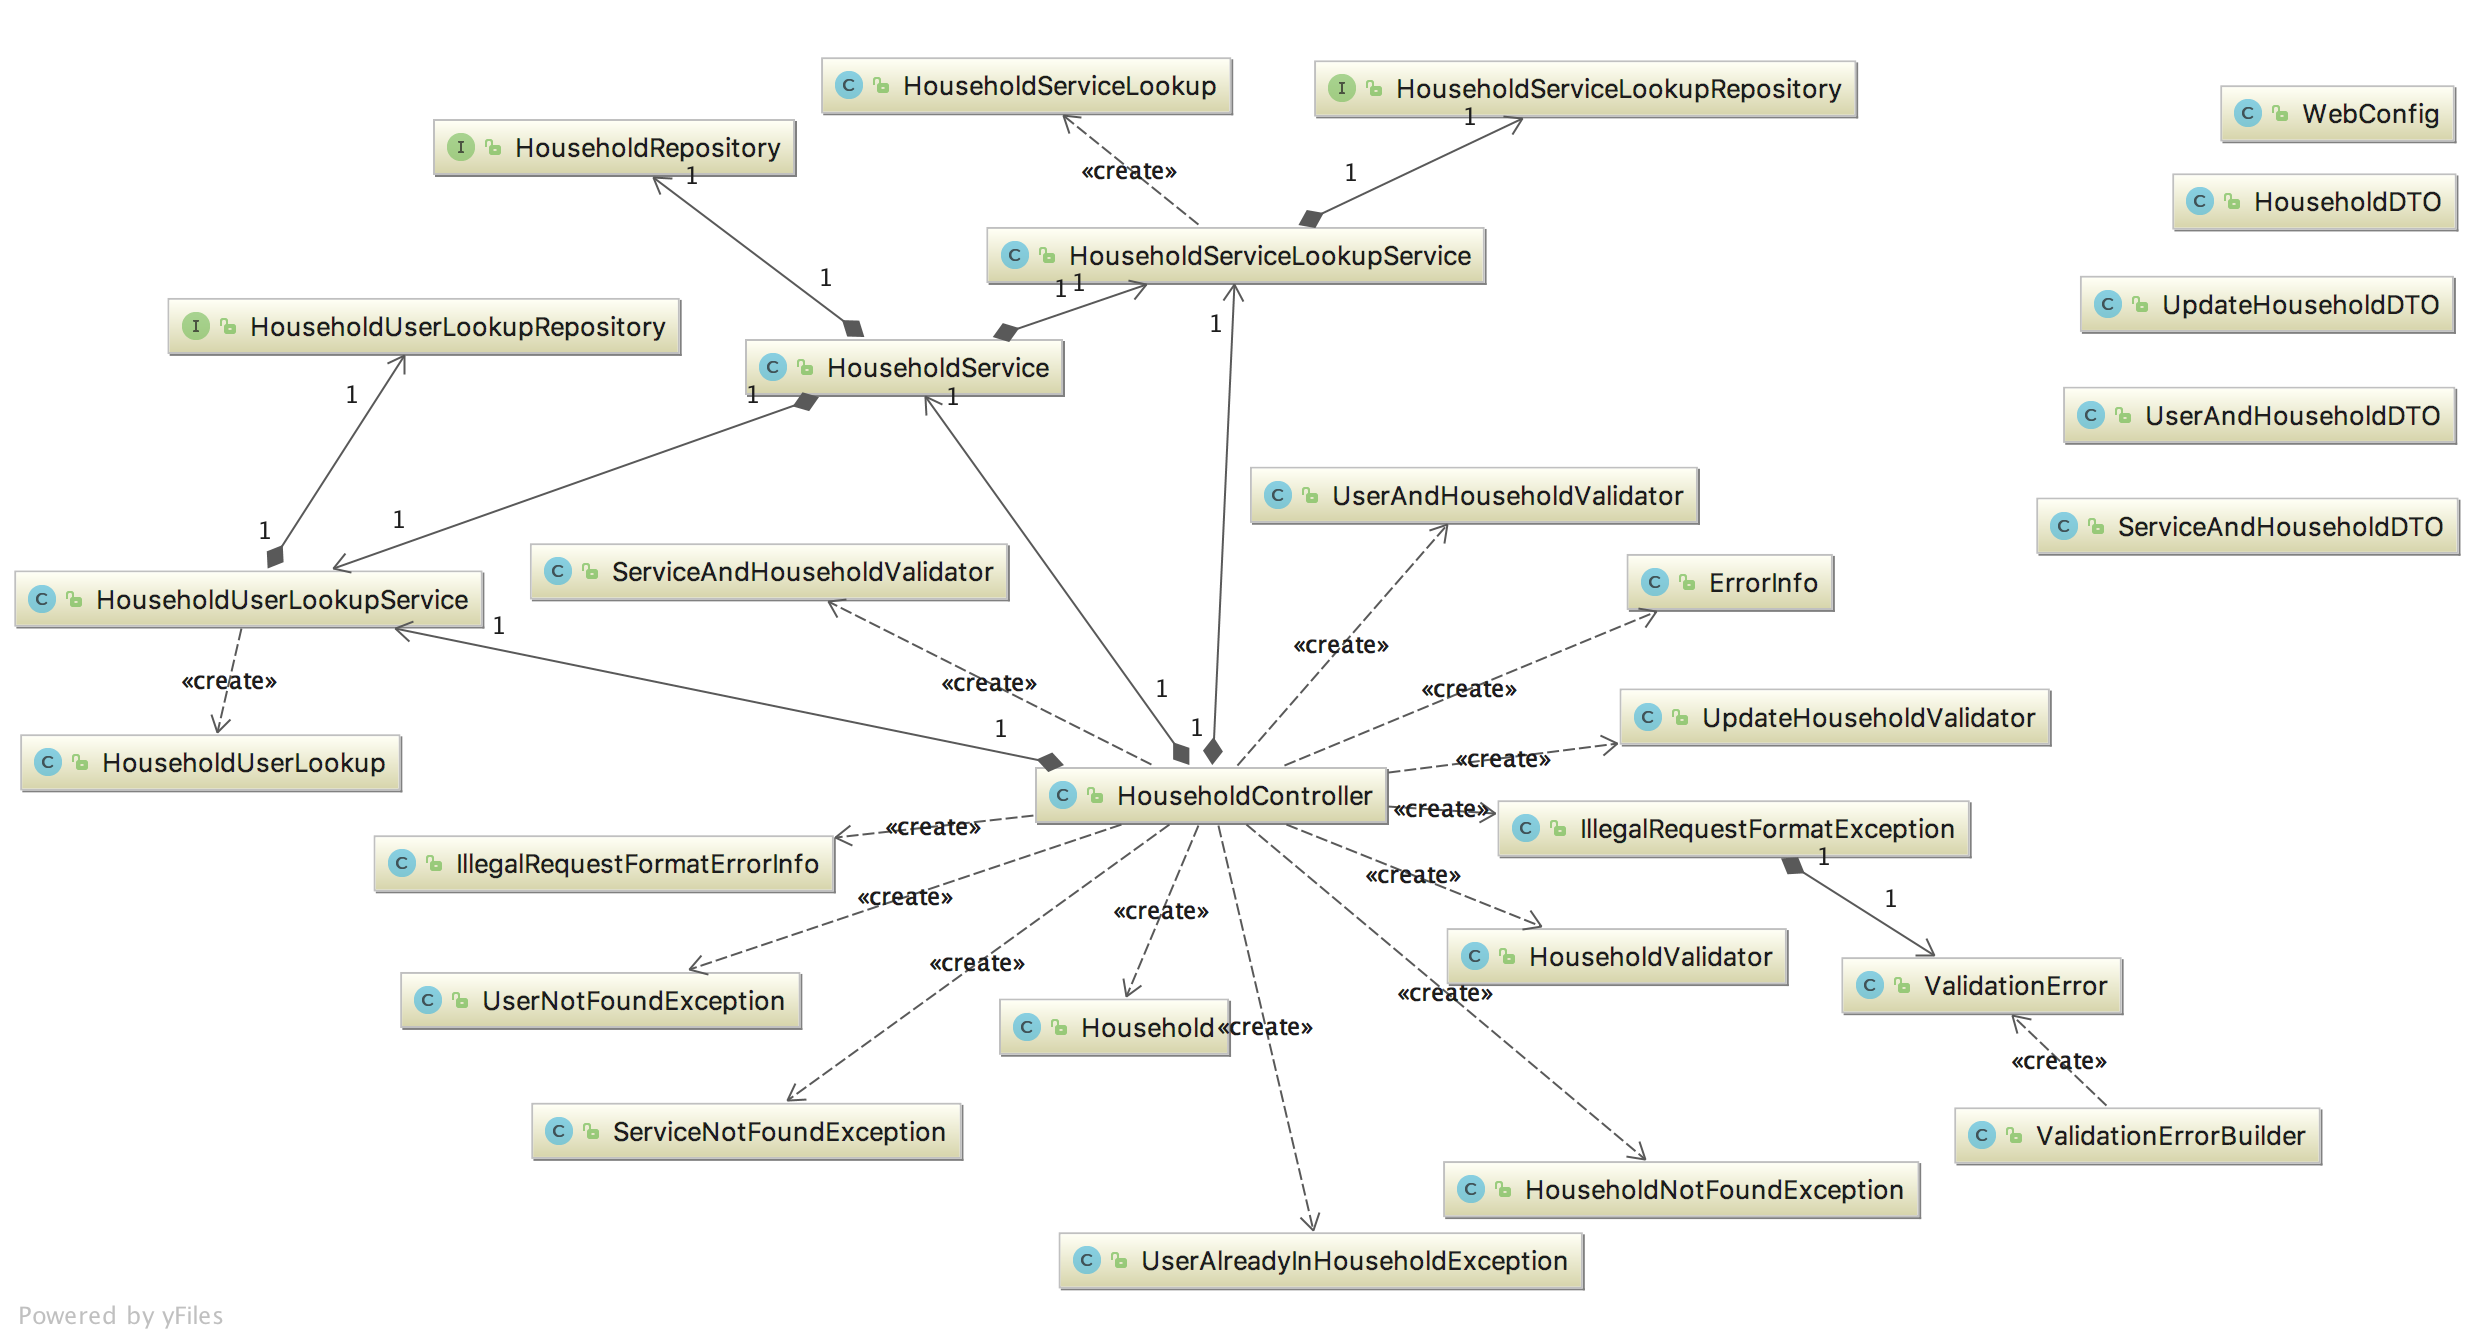 HouseholdServiceLookup
HouseholdServiceLookupRepository
WebConfig
1
HouseholdRepository
«create»
1
1
HouseholdDTO
HouseholdServiceLookupService
1
1
1
UpdateHouseholdDTO
HouseholdUserLookupRepository
1
HouseholdService
1
1
1
UserAndHouseholdDTO
UserAndHouseholdValidator
1
1
ServiceAndHouseholdDTO
ServiceAndHouseholdValidator
ErrorInfo
HouseholdUserLookupService
1
«create»
«create»
«create»
«create»
1
UpdateHouseholdValidator
1
1
HouseholdUserLookup
«create»
HouseholdController
«create»
«create»
IllegalRequestFormatException
IllegalRequestFormatErrorInfo
1
«create»
«create»
1
«create»
HouseholdValidator
«create»
ValidationError
«create»
UserNotFoundException
Household
«create»
«create»
ServiceNotFoundException
ValidationErrorBuilder
HouseholdNotFoundException
UserAlreadyInHouseholdException
Powered by yFiles